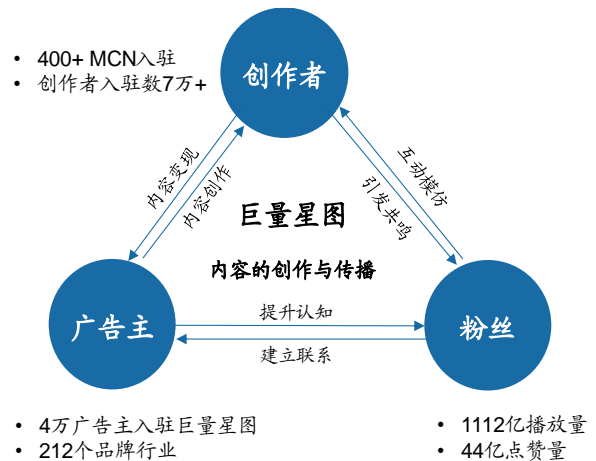 • 400+ MCN入驻
• 创作者入驻数7万+
创作者
内容变现
内容创作
互动模仿
引发共鸣
巨量星图
内容的创作与传播
广告主
提升认知
建立联系
粉丝
• 4万广告主入驻巨量星图
• 212个品牌行业
• 1112亿播放量
• 44亿点赞量